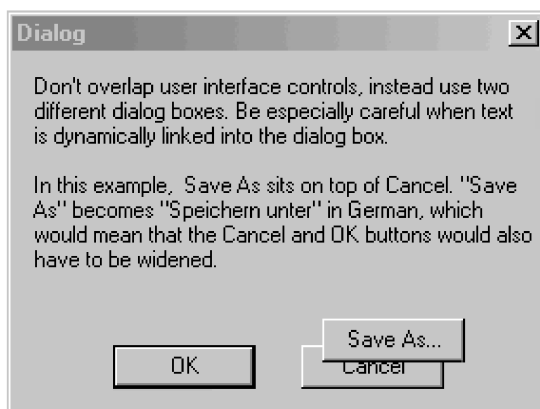 Dialog
Don't overlap user interface controls, instead use two
different dialog boxes. Be especially careful when text
is dynamically linked into the dialog box.
In this example,  Save As sits on top of Cancel. "Save
As" becomes "Speichern unter" in German, which
would mean that the Cancel and OK buttons would also
have to be widened.
Save As...
OK
Cancel